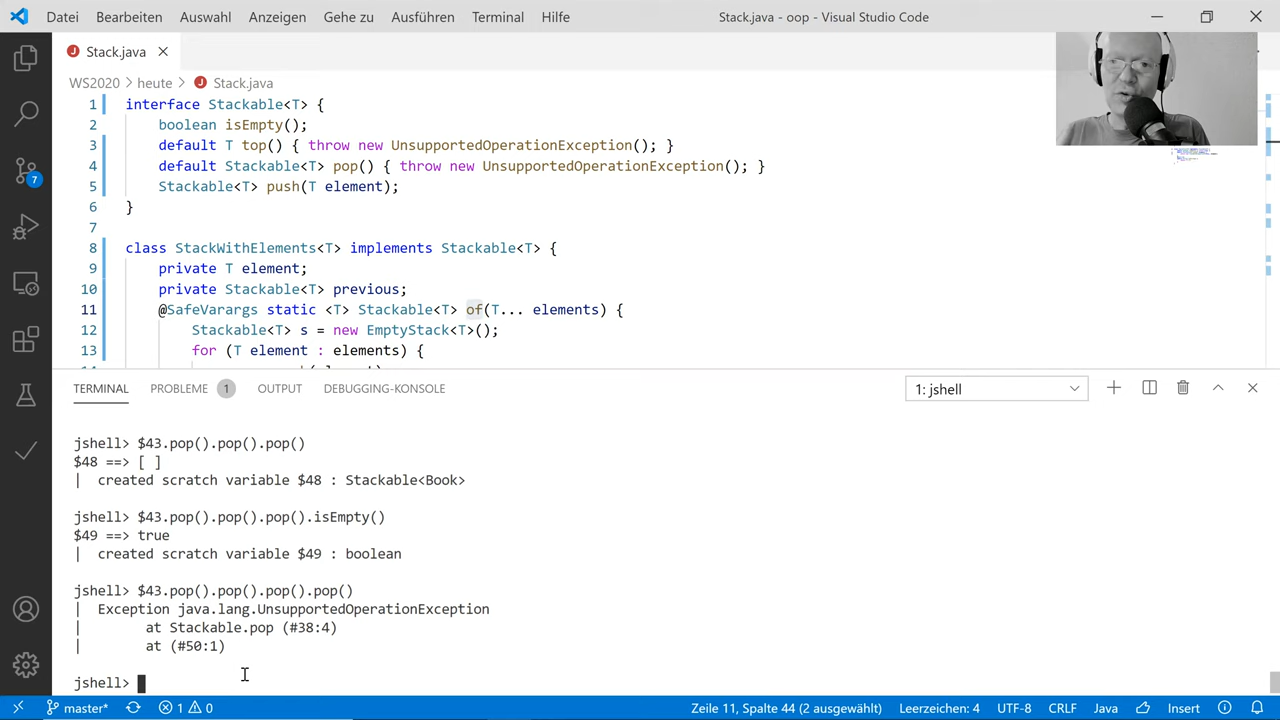 Datei Bearbeiten Auswahl Anzeigen Gehe zu Ausführen Terminal Hilfe Stack.java - oop - Visual Studio Code
Stack.java
WS2020 > heute > Stack.java
1 interface Stackable<T> {
2 boolean isEmpty();
3 default T top() { throw new UnsupportedOperationException(); }
4 default Stackable<T> pop() { throw new UnsupportedOperationException(); }
5 Stackable<T> push(T element);
6 }
7
8 class StackWithElements<T> implements Stackable<T> {
9 private T element;
10 private Stackable<T> previous;
11 @SafeVarargs static <T> Stackable<T> of(T... elements) {
12 Stackable<T> s = new EmptyStack<T>();
13 for (T element : elements) {
7
TERMINAL PROBLEME 1 OUTPUT DEBUGGING-KONSOLE 1: jshell
jshell> $43.pop().pop().pop()
$48 ==> [ ]
| created scratch variable $48 : Stackable<Book>
jshell> $43.pop().pop().pop().isEmpty()
$49 ==> true
| created scratch variable $49 : boolean
jshell> $43.pop().pop().pop().pop()
| Exception java.lang.UnsupportedOperationException
| at Stackable.pop (#38:4)
| at (#50:1)
jshell>
master* 1 0 Zeile 11, Spalte 44 (2 ausgewählt) Leerzeichen: 4 UTF-8 CRLF Java Insert